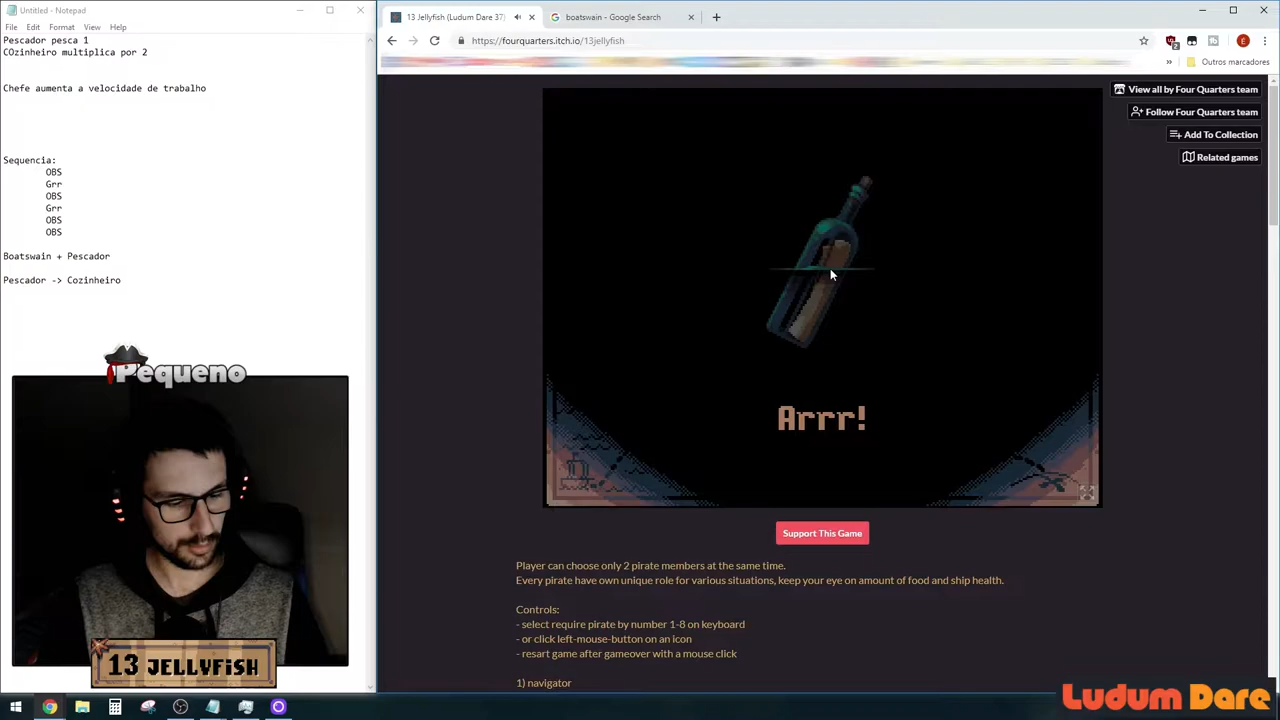 Untitled - Notepad
File Edit Format View Help
Pescador pesca 1
COzinheiro multiplica por 2
Chefe aumenta a velocidade de trabalho
Sequencia:
OBS
Grr
OBS
Grr
OBS
OBS
Boatswain + Pescador
Pescador -> Cozinheiro
Pequeno
13 JELLYFISH
13 Jellyfish (Ludum Dare 37)
boatswain - Google Search
https://fourquarters.itch.io/13jellyfish
Outros marcadores
View all by Four Quarters team
Follow Four Quarters team
Add To Collection
Related games
Arrr!
Support This Game
Player can choose only 2 pirate members at the same time.
Every pirate have own unique role for various situations, keep your eye on amount of food and ship health.
Controls:
- select require pirate by number 1-8 on keyboard
- or click left-mouse-button on an icon
- resart game after gameover with a mouse click
1) navigator
Ludum Dare